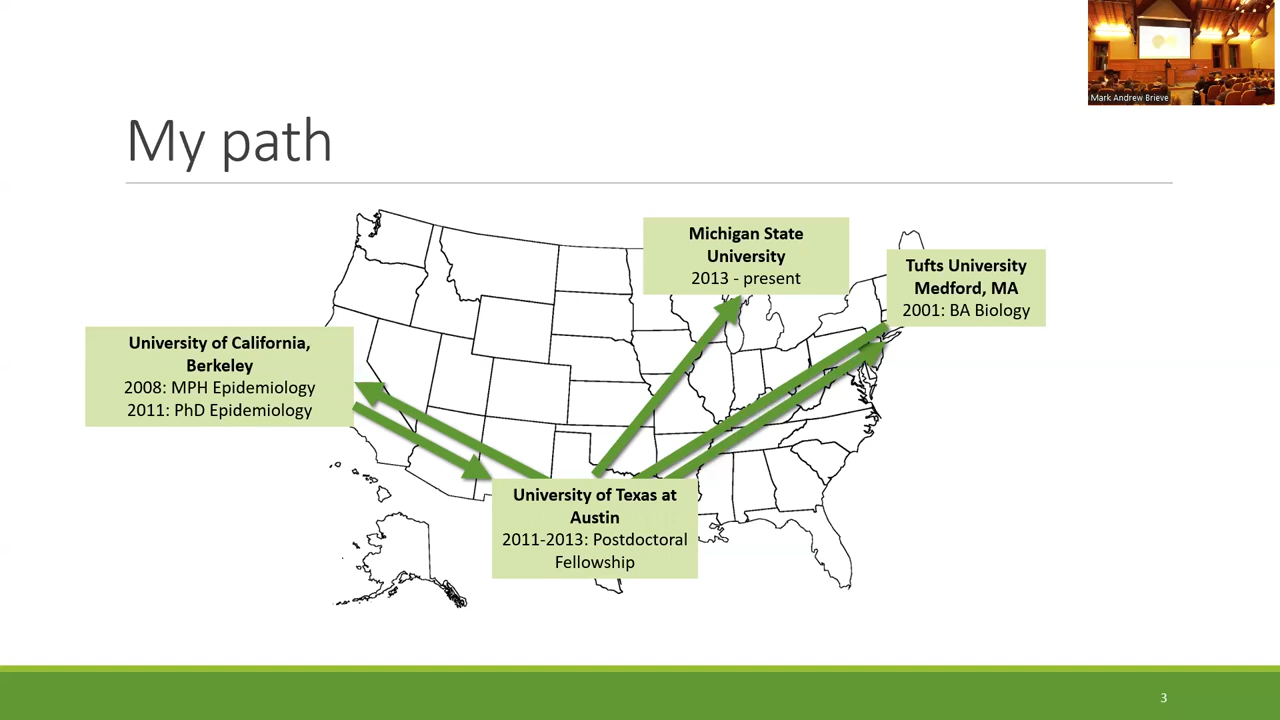 Mark Andrew Brieve
My path
Michigan State
University
2013 - present
Tufts University
Medford, MA
2001: BA Biology
University of California,
Berkeley
2008: MPH Epidemiology
2011: PhD Epidemiology
University of Texas at
Austin
2011-2013: Postdoctoral
Fellowship
3